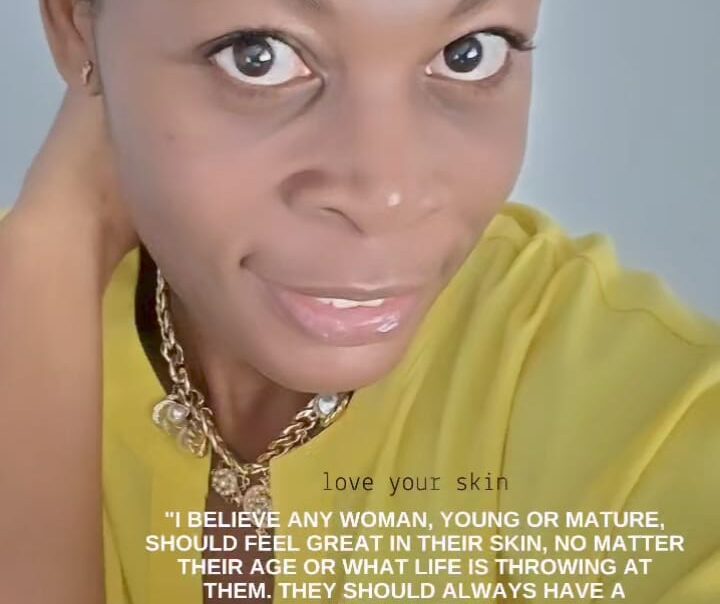 love your skin
"I BELIEVE ANY WOMAN, YOUNG OR MATURE,
SHOULD FEEL GREAT IN THEIR SKIN, NO MATTER
THEIR AGE OR WHAT LIFE IS THROWING AT
THEM. THEY SHOULD ALWAYS HAVE A